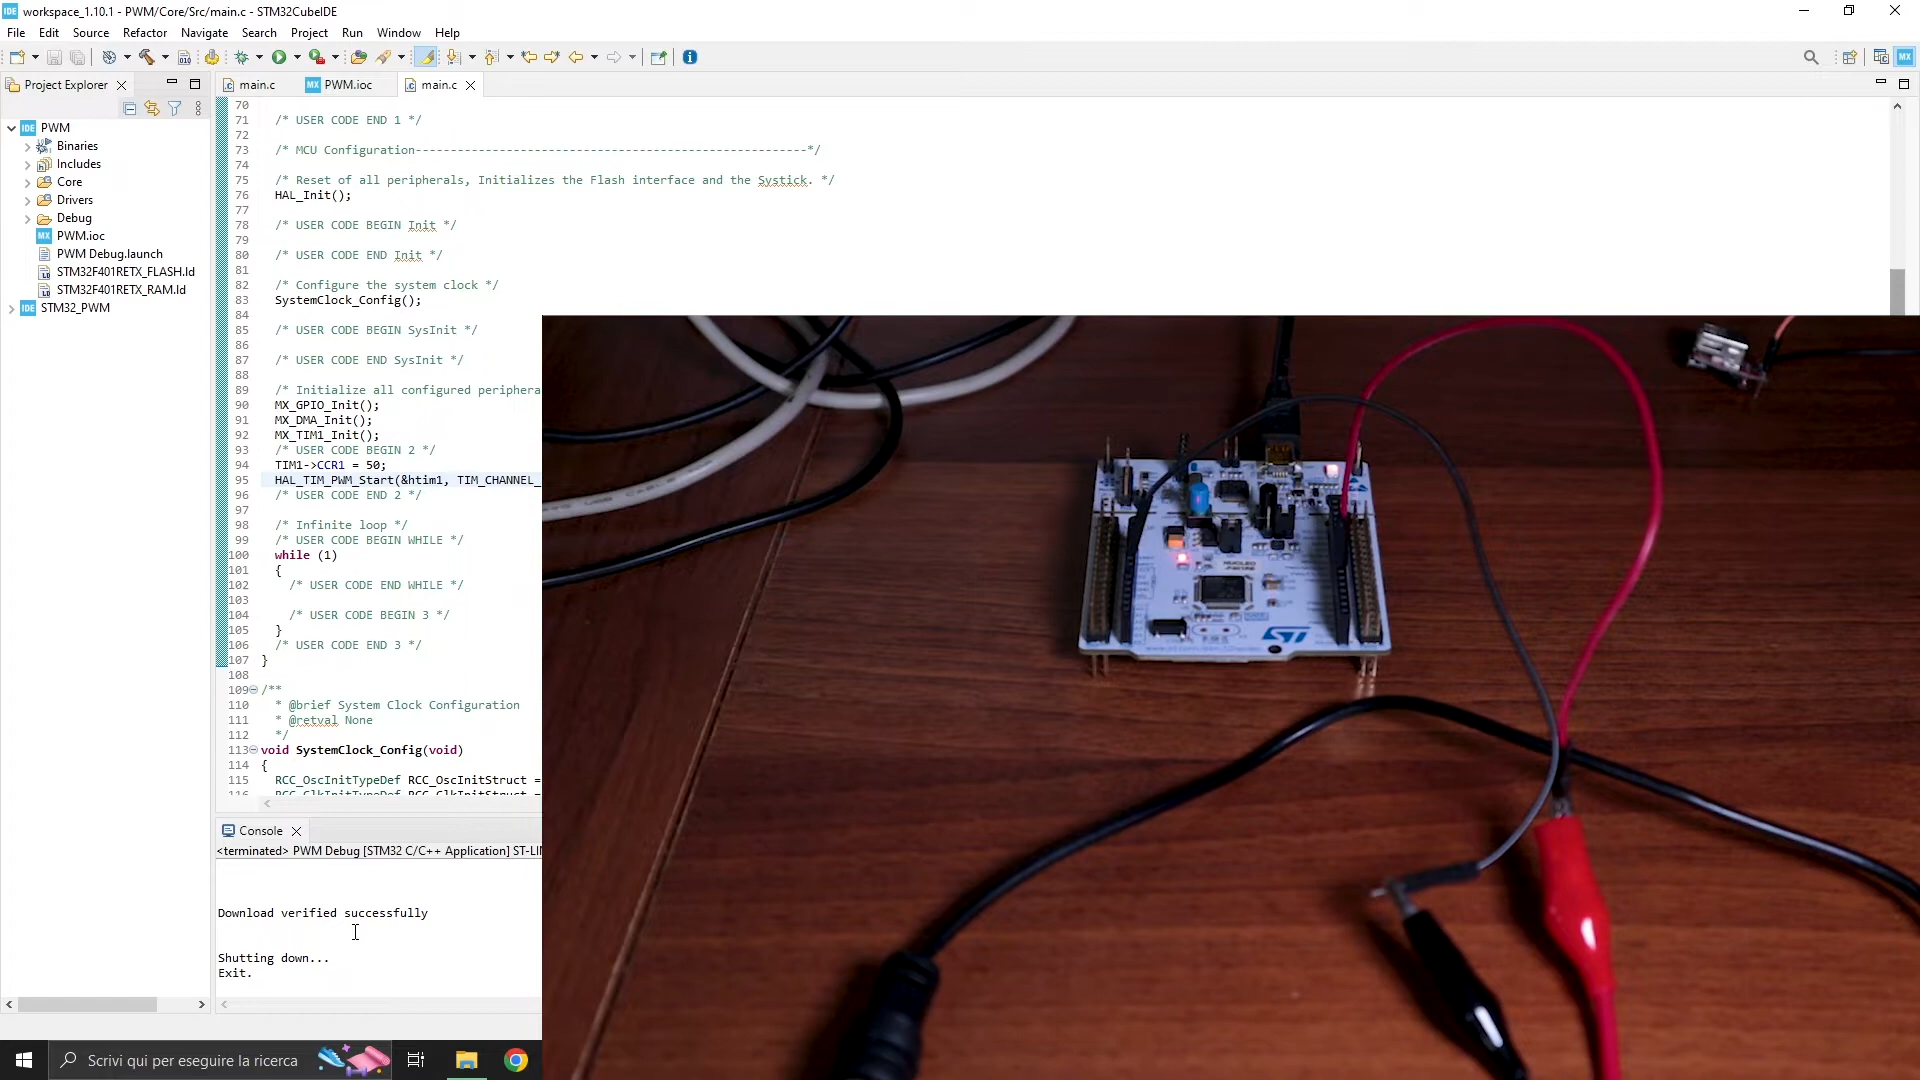 IDE workspace_1.10.1 - PWM/Core/Src/main.c - STM32CubeIDE
File Edit Source Refactor Navigate Search Project Run Window Help
Project Explorer
.c main.c
MX PWM.ioc
.c main.c
IDE PWM
Binaries
Includes
Core
Drivers
Debug
MX PWM.ioc
PWM Debug.launch
STM32F401RETX_FLASH.ld
STM32F401RETX_RAM.ld
IDE STM32_PWM
70
71 /* USER CODE END 1 */
72
73 /* MCU Configuration--------------------------------------------------------*/
74
75 /* Reset of all peripherals, Initializes the Flash interface and the Systick. */
76 HAL_Init();
77
78 /* USER CODE BEGIN Init */
79
80 /* USER CODE END Init */
81
82 /* Configure the system clock */
83 SystemClock_Config();
84
85 /* USER CODE BEGIN SysInit */
86
87 /* USER CODE END SysInit */
88
89 /* Initialize all configured periphera
90 MX_GPIO_Init();
91 MX_DMA_Init();
92 MX_TIM1_Init();
93 /* USER CODE BEGIN 2 */
94 TIM1->CCR1 = 50;
95 HAL_TIM_PWM_Start(&htim1, TIM_CHANNEL_
96 /* USER CODE END 2 */
97
98 /* Infinite loop */
99 /* USER CODE BEGIN WHILE */
100 while (1)
101 {
102 /* USER CODE END WHILE */
103
104 /* USER CODE BEGIN 3 */
105 }
106 /* USER CODE END 3 */
107 }
108
109 /**
110 * @brief System Clock Configuration
111 * @retval None
112 */
113 void SystemClock_Config(void)
114 {
115 RCC_OscInitTypeDef RCC_OscInitStruct =
116 RCC_ClkInitTypeDef RCC_ClkInitStruct =
Console
<terminated> PWM Debug [STM32 C/C++ Application] ST-LIN
Download verified successfully
Shutting down...
Exit.
Scrivi qui per eseguire la ricerca
ST